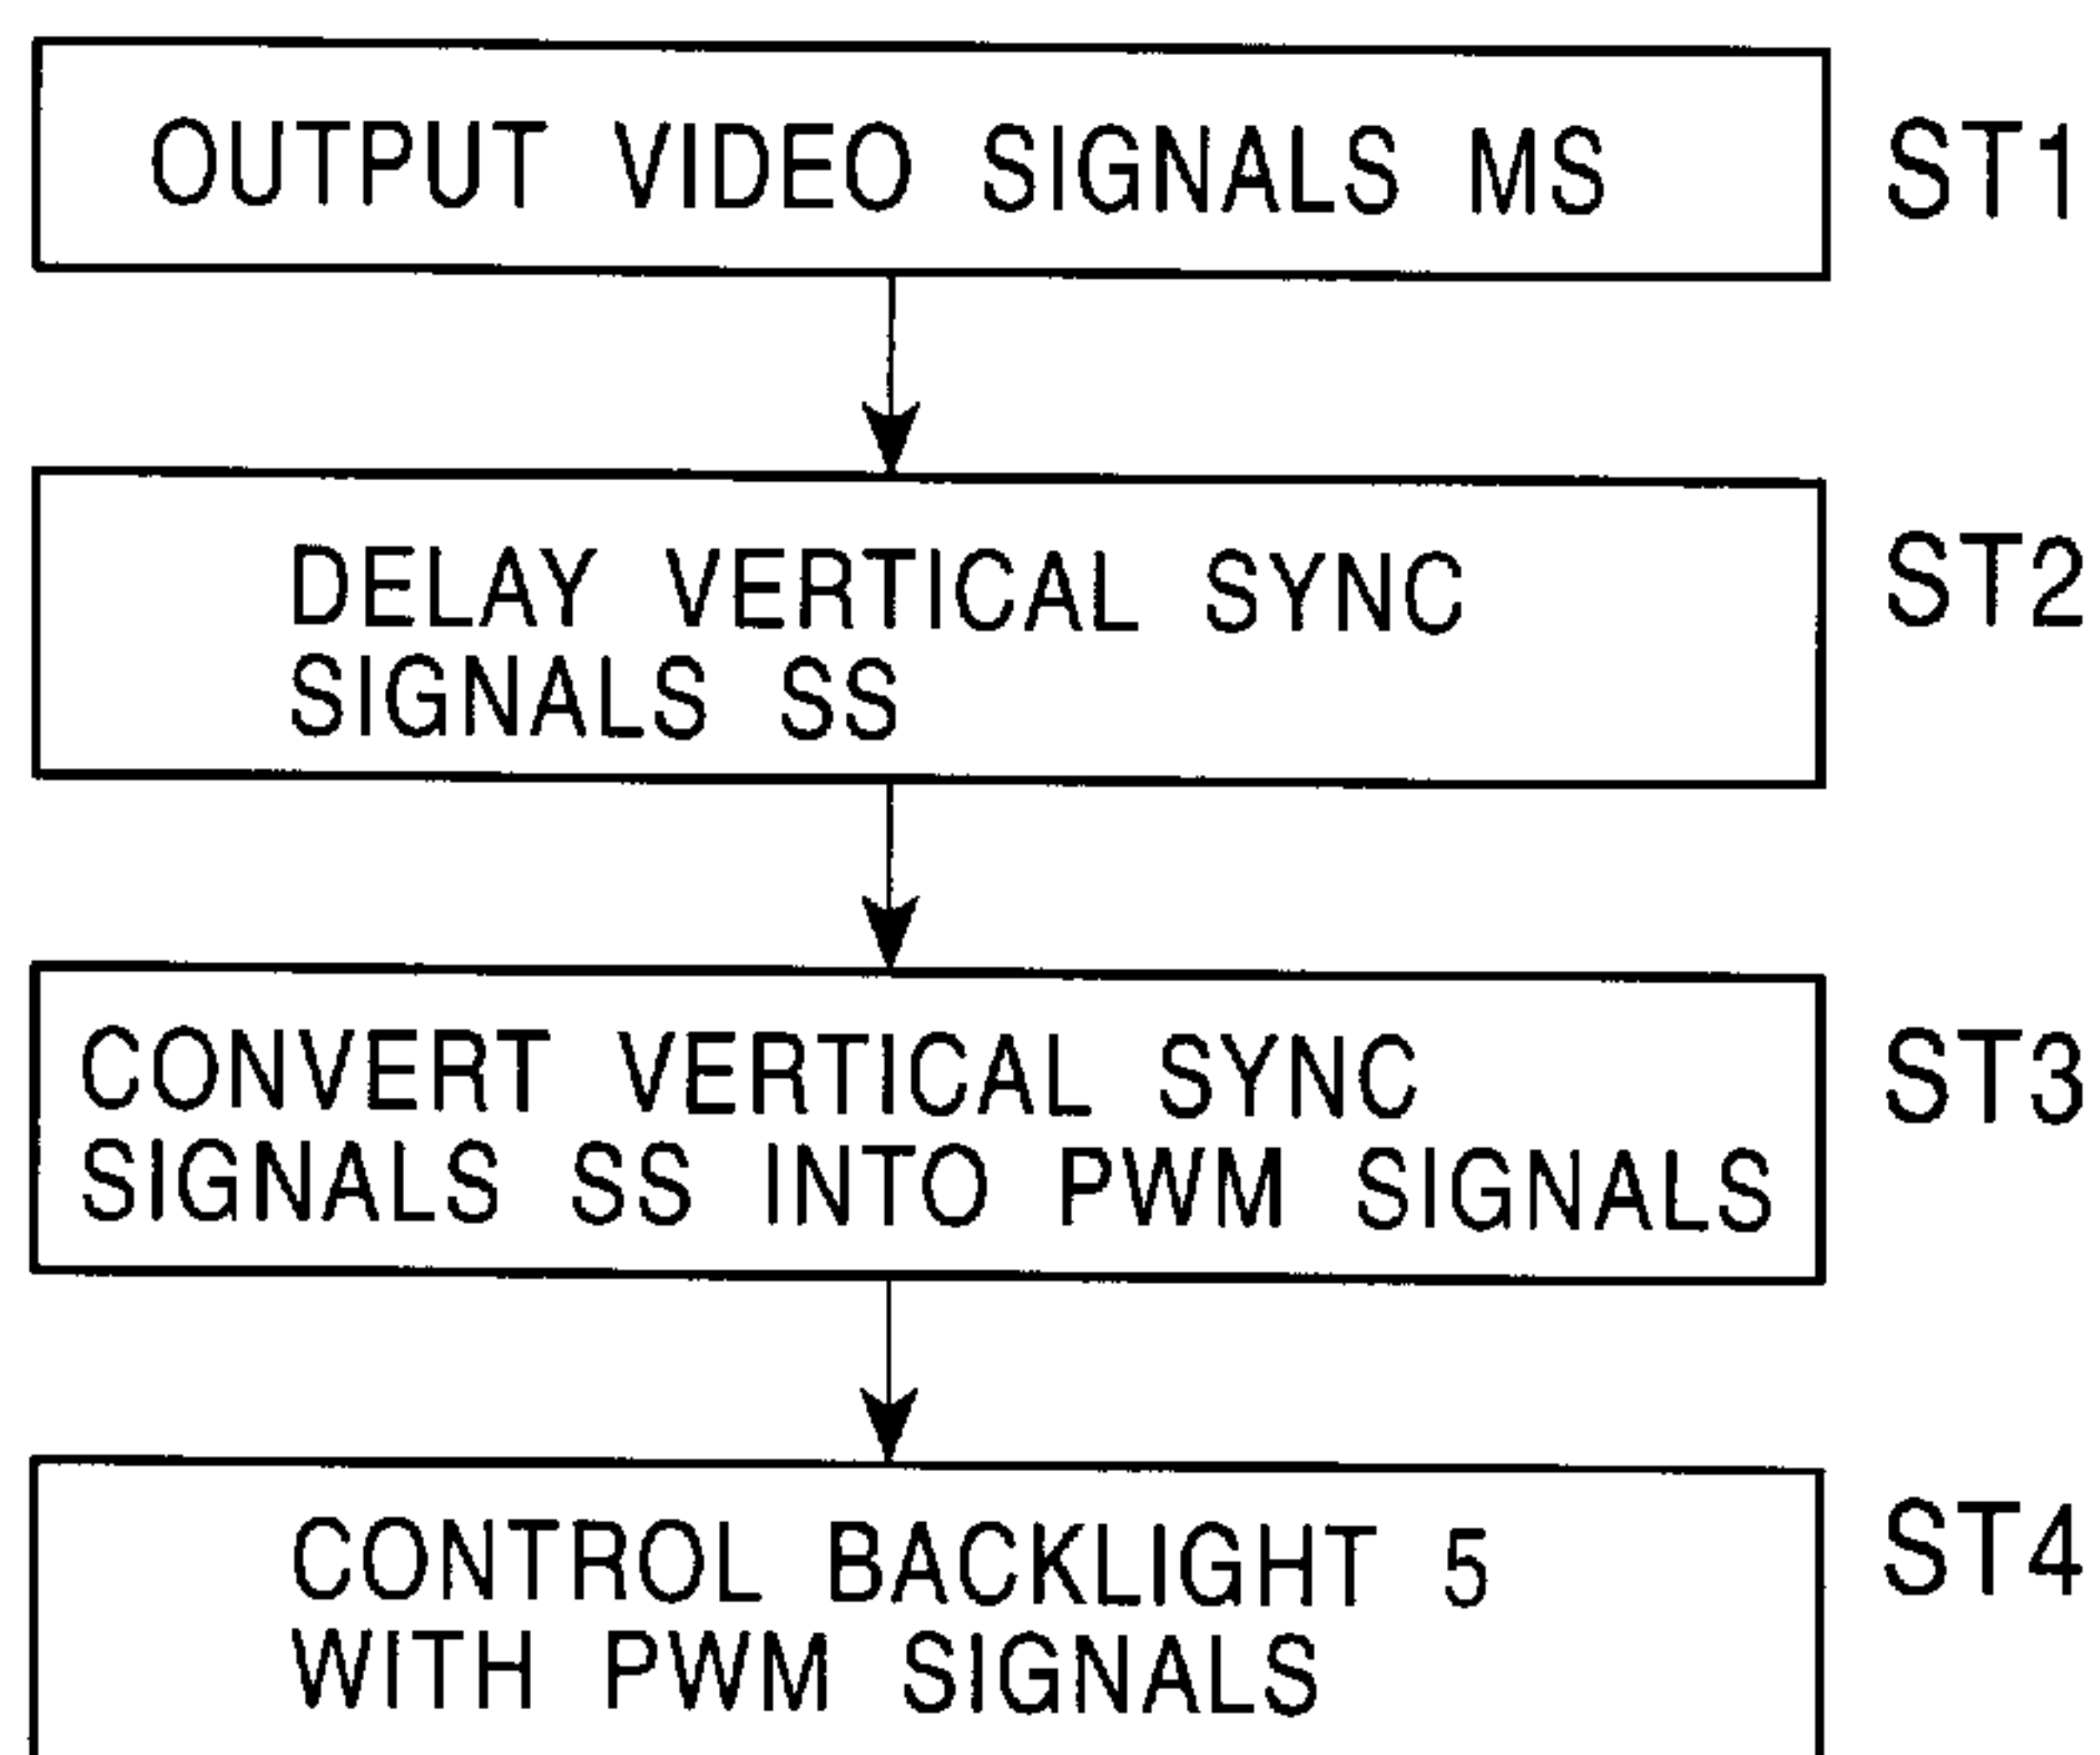 OUTPUT VIDEO SIGNALS MS
ST1
DELAY VERTICAL SYNC
SIGNALS SS
ST2
CONVERT VERTICAL SYNC
SIGNALS SS INTO PWM SIGNALS
ST3
CONTROL BACKLIGHT 5
WITH PWM SIGNALS
ST4